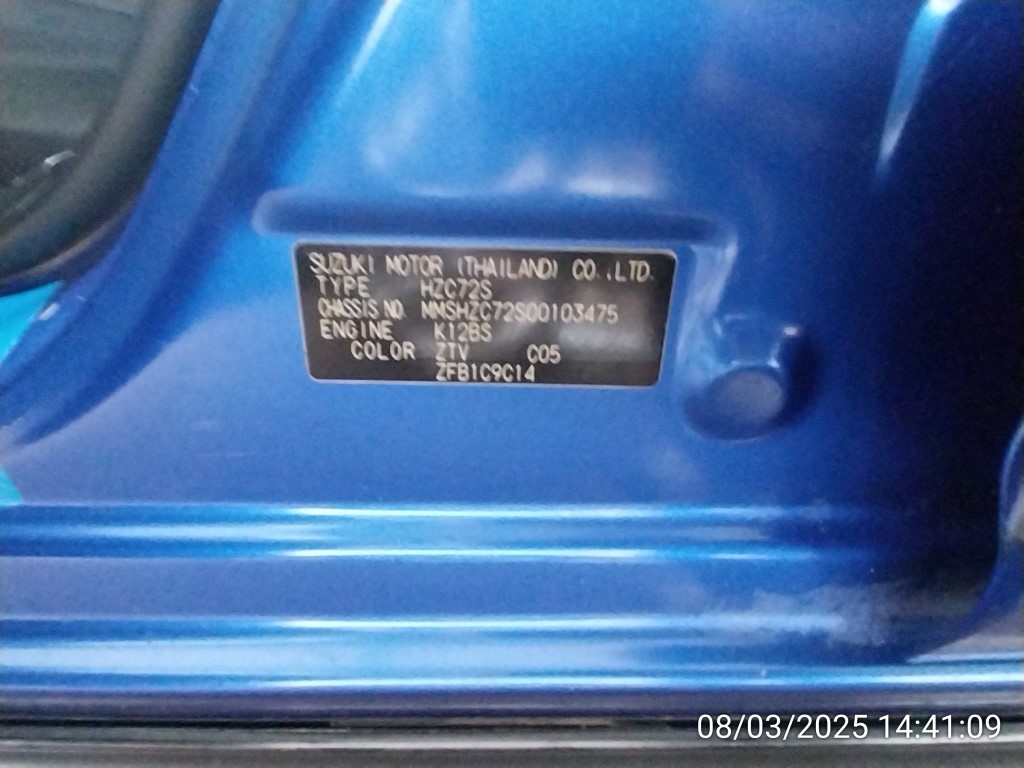 SUZUKI MOTOR (THAILAND) CO.,LTD.
TYPE HZC72S
CHASSIS NO. MMSHZC72S00103475
ENGINE K12BS
COLOR ZTV C05
ZFB1C9C14
08/03/2025 14:41:09